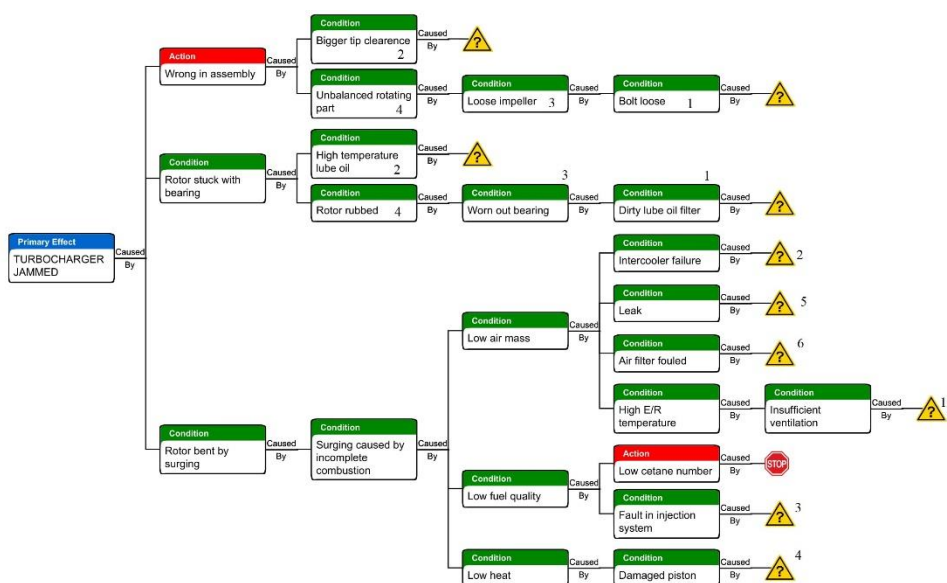 Condition
Bigger tip clearence
2
Caused
By
?
Action
Wrong in assembly
Caused
By
Condition
Unbalanced rotating
part
4
Caused
By
Condition
Loose impeller 3
Caused
By
Condition
Bolt loose 1
Caused
By
?
Condition
High temperature
lube oil 2
Caused
By
?
Condition
Rotor stuck with
bearing
Caused
By
Condition
Rotor rubbed 4
Caused
By
3
Condition
Worn out bearing
Caused
By
1
Condition
Dirty lube oil filter
Caused
By
?
Primary Effect
TURBOCHARGER
JAMMED
Caused
By
Condition
Intercooler failure
Caused
By
? 2
Condition
Leak
Caused
By
? 5
Condition
Low air mass
Caused
By
Condition
Air filter fouled
Caused
By
? 6
Condition
High E/R
temperature
Caused
By
Condition
Insufficient
ventilation
Caused
By
? 1
Condition
Rotor bent by
surging
Caused
By
Condition
Surging caused by
incomplete
combustion
Caused
By
Action
Low cetane number
Caused
By
STOP
Condition
Low fuel quality
Caused
By
Condition
Fault in injection
system
Caused
By
? 3
Condition
Low heat
Caused
By
Condition
Damaged piston
Caused
By
? 4